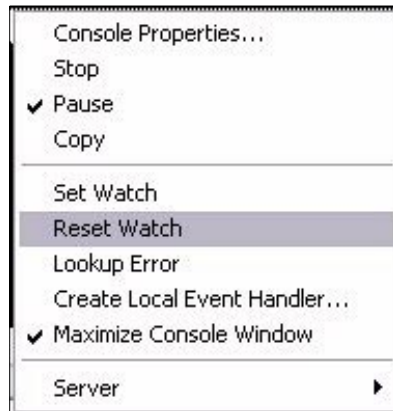 Console Properties...
Stop
Pause
Copy
Set Watch
Reset Watch
Lookup Error
Create Local Event Handler...
Maximize Console Window
Server